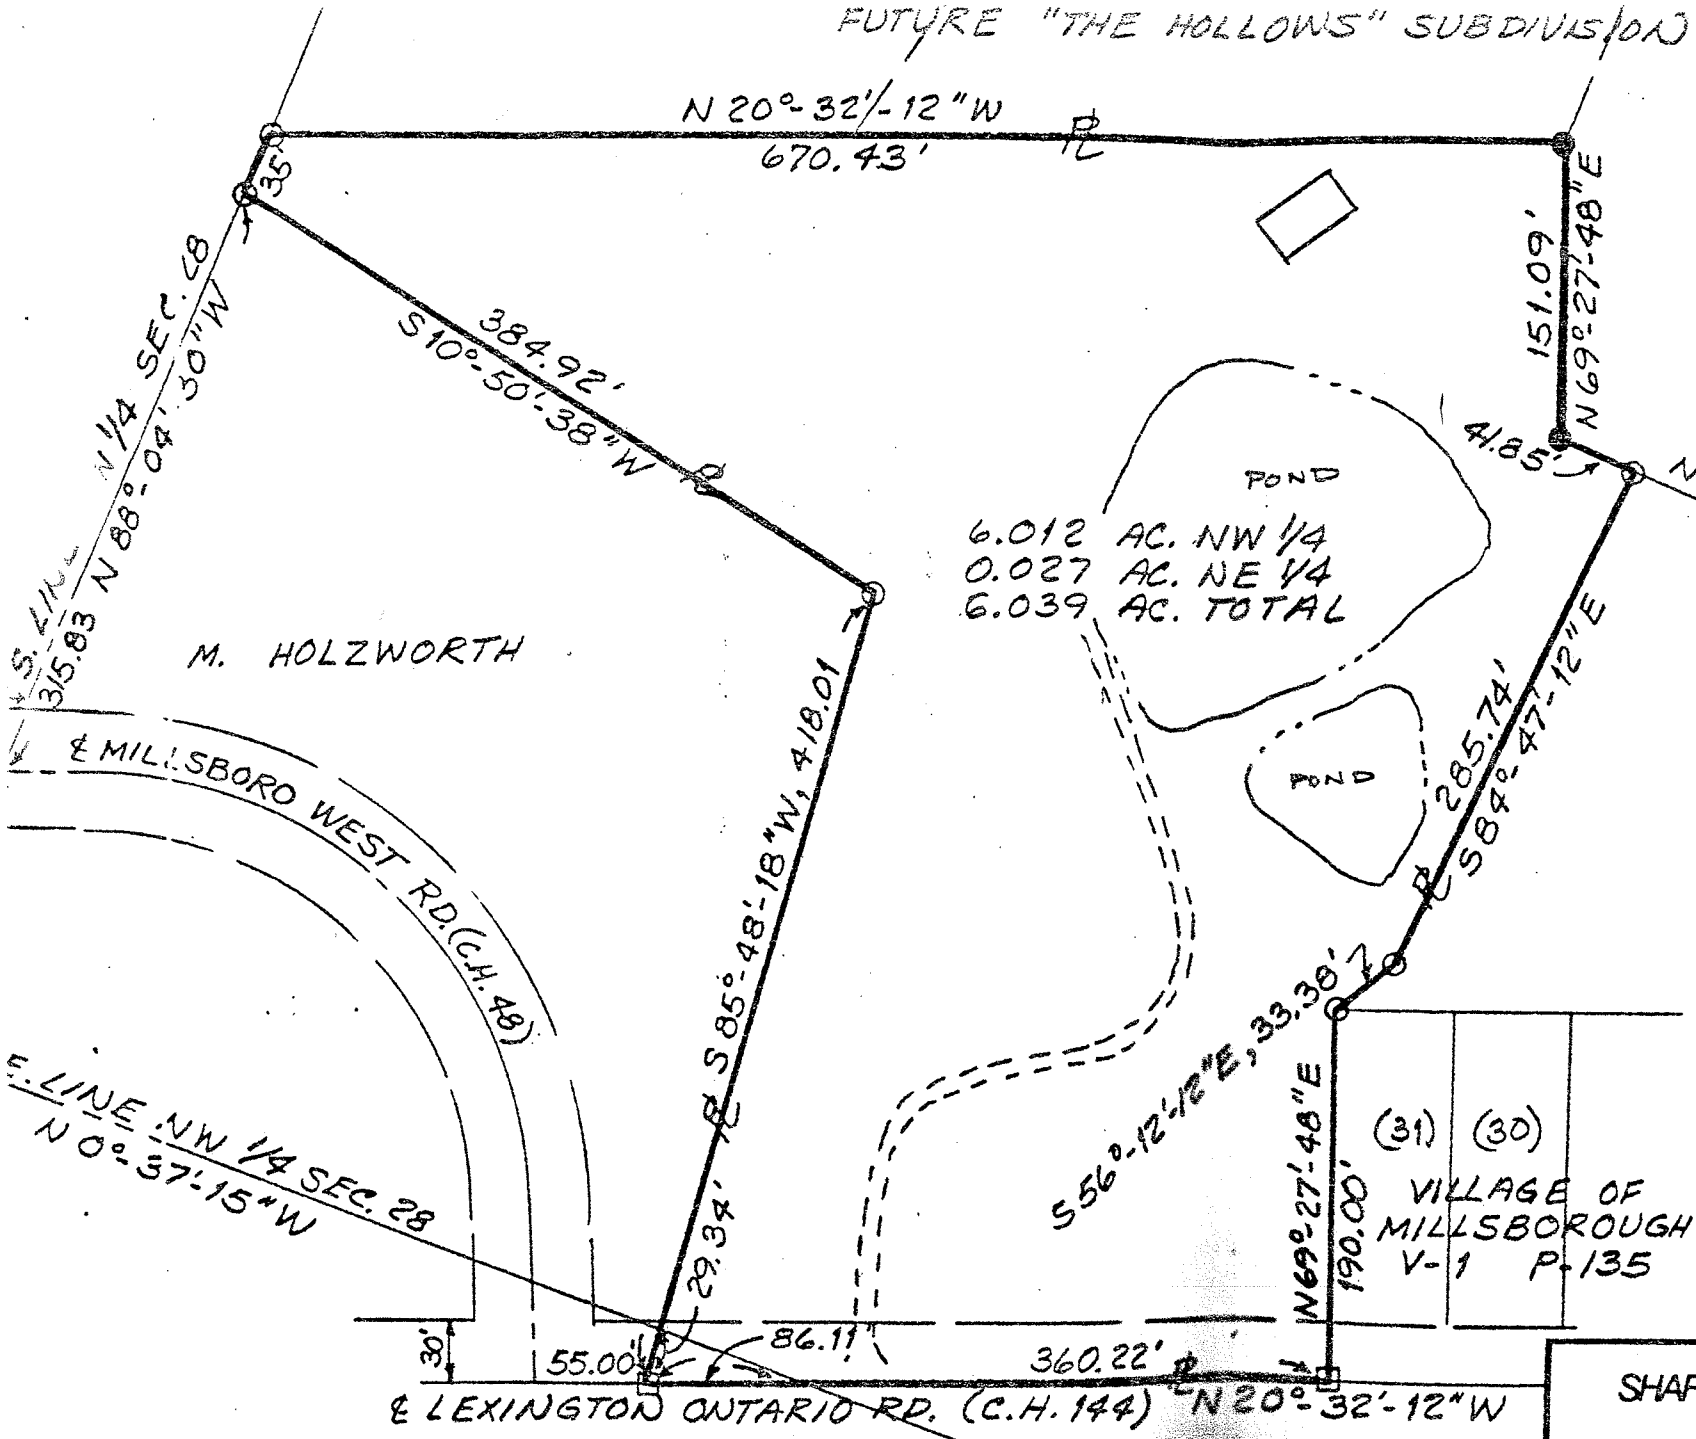 FUTURE "THE HOLLOWS" SUBDIVISION
N 20°-32'-12"W
670.43'
35'
151.09'
N69°-27'-48"E
41.85'
N
384.92'
S 10°-50'-38"W
S. LINE N 1/4 SEC. 28
315.83 N 88°-04'-30"W
POND
6.012 AC. NW 1/4
0.027 AC. NE 1/4
6.039 AC. TOTAL
M. HOLZWORTH
POND
285.74'
S 84°-47'-12"E
℄ MILLSBORO WEST RD. (C.H. 48)
S 85°-48'-18"W, 418.01
S 56°-12'-12"E, 33.38'
E. LINE NW 1/4 SEC. 28
N 0°-37'-15"W
N69°-27'-48"E
190.00'
(31) (30)
VILLAGE OF
MILLSBOROUGH
V-1 P-135
29.34'
30'
55.00'
86.11'
360.22'
℄ LEXINGTON ONTARIO RD. (C.H. 144) N 20°-32'-12"W
SHAF